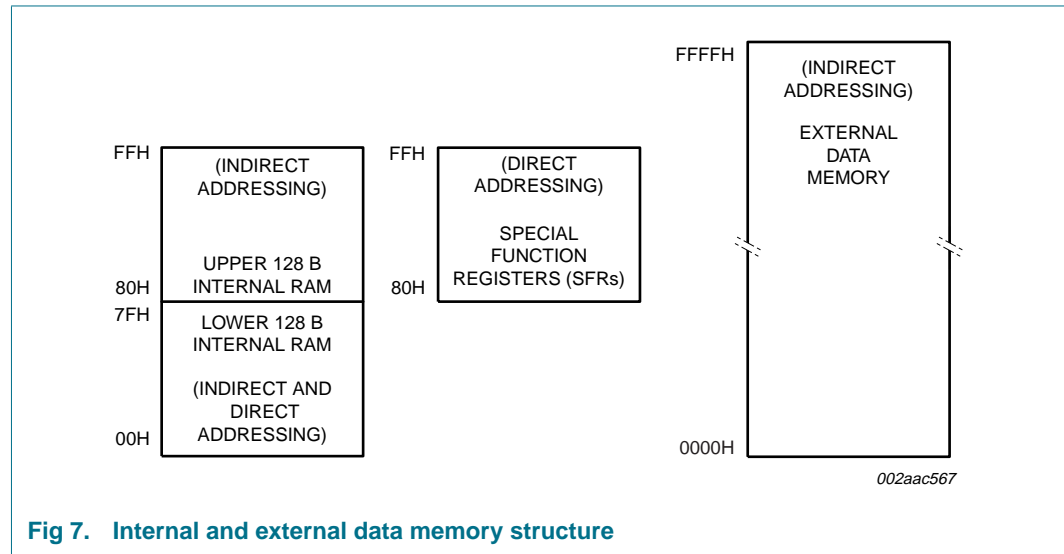 FFH
(INDIRECT
ADDRESSING)
UPPER 128 B
INTERNAL RAM
80H
7FH
LOWER 128 B
INTERNAL RAM
(INDIRECT AND
DIRECT
ADDRESSING)
00H
FFH
(DIRECT
ADDRESSING)
SPECIAL
FUNCTION
REGISTERS (SFRs)
80H
FFFFH
(INDIRECT
ADDRESSING)
EXTERNAL
DATA
MEMORY
0000H
002aac567
Fig 7. Internal and external data memory structure